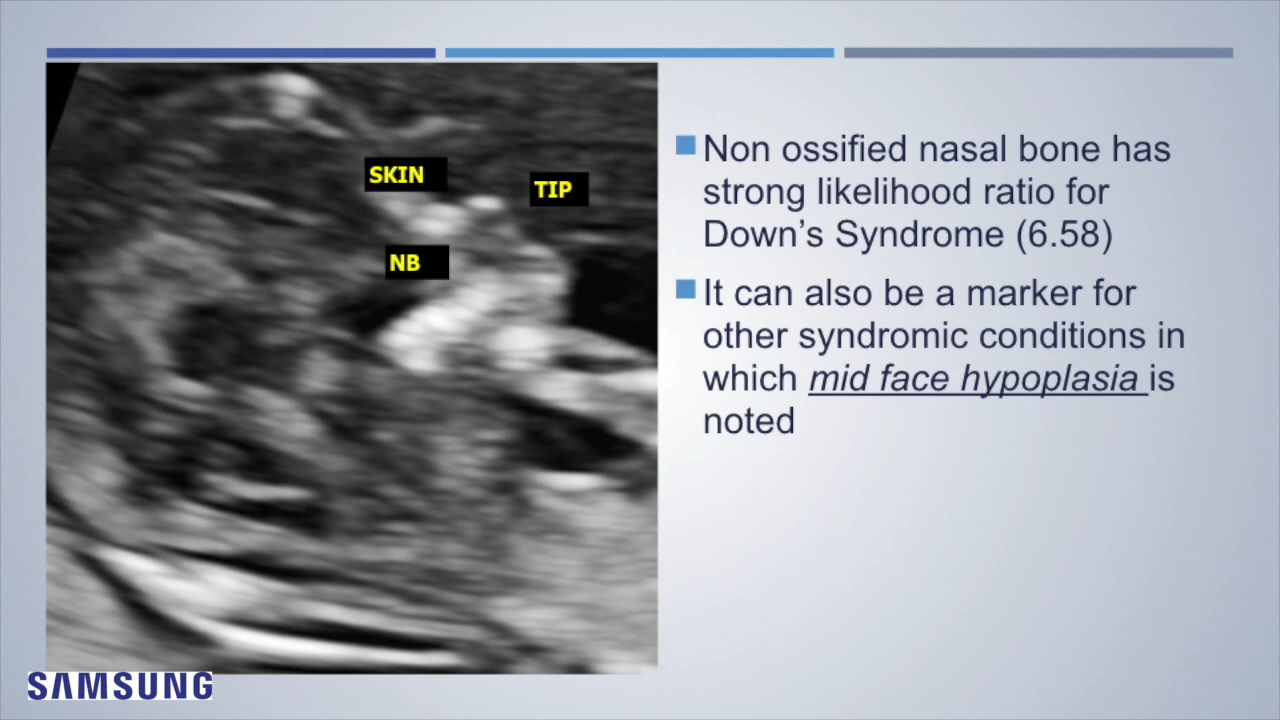 SKIN
TIP
NB
Non ossified nasal bone has
strong likelihood ratio for
Down's Syndrome (6.58)
It can also be a marker for
other syndromic conditions in
which mid face hypoplasia is
noted
SAMSUNG